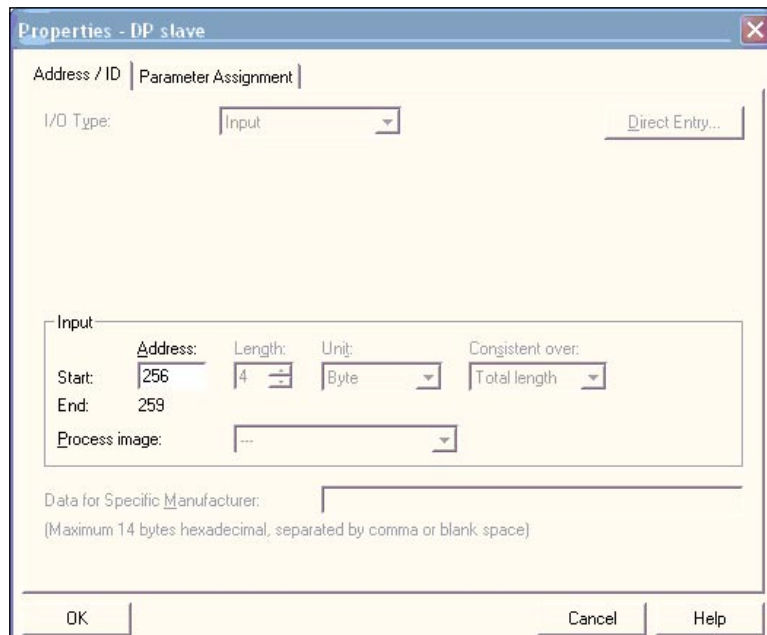 Properties - DP slave
Address / ID Parameter Assignment
I/O Type: Input Direct Entry...
Input
Address: Length: Unit: Consistent over:
Start: 256 4 Byte Total length
End: 259
Process image: ---
Data for Specific Manufacturer:
(Maximum 14 bytes hexadecimal, separated by comma or blank space)
OK Cancel Help